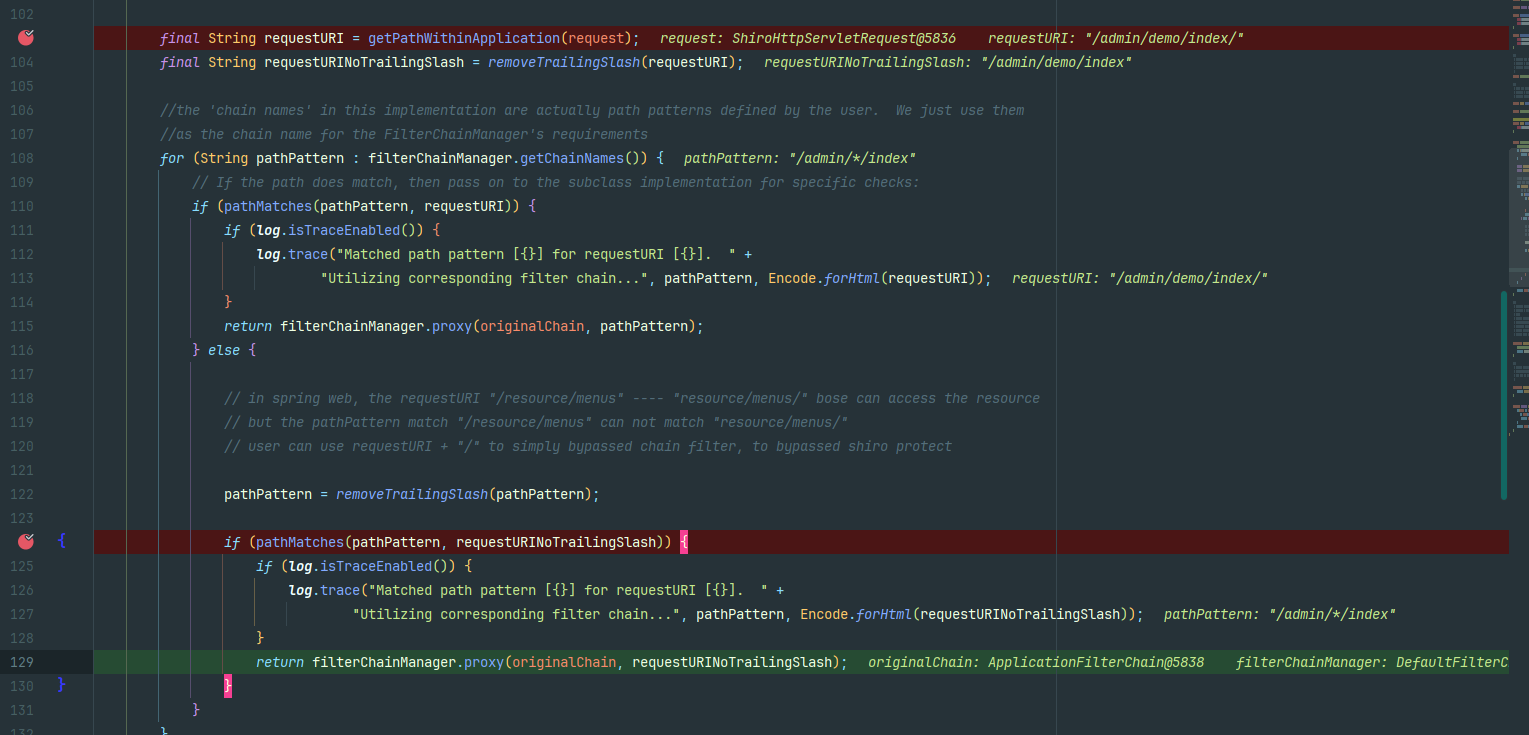 102
final String requestURI = getPathWithinApplication(request);   request: ShiroHttpServletRequest@5836    requestURI: "/admin/demo/index/"
104 final String requestURINoTrailingSlash = removeTrailingSlash(requestURI);   requestURINoTrailingSlash: "/admin/demo/index"
105
106 //the 'chain names' in this implementation are actually path patterns defined by the user.  We just use them
107 //as the chain name for the FilterChainManager's requirements
108 for (String pathPattern : filterChainManager.getChainNames()) {   pathPattern: "/admin/*/index"
109     // If the path does match, then pass on to the subclass implementation for specific checks:
110     if (pathMatches(pathPattern, requestURI)) {
111         if (log.isTraceEnabled()) {
112             log.trace("Matched path pattern [{}] for requestURI [{}].  " +
113                     "Utilizing corresponding filter chain...", pathPattern, Encode.forHtml(requestURI));   requestURI: "/admin/demo/index/"
114         }
115         return filterChainManager.proxy(originalChain, pathPattern);
116     } else {
117
118         // in spring web, the requestURI "/resource/menus" ---- "resource/menus/" bose can access the resource
119         // but the pathPattern match "/resource/menus" can not match "resource/menus/"
120         // user can use requestURI + "/" to simply bypassed chain filter, to bypassed shiro protect
121
122         pathPattern = removeTrailingSlash(pathPattern);
123
{         if (pathMatches(pathPattern, requestURINoTrailingSlash)) {
125             if (log.isTraceEnabled()) {
126                 log.trace("Matched path pattern [{}] for requestURI [{}].  " +
127                         "Utilizing corresponding filter chain...", pathPattern, Encode.forHtml(requestURINoTrailingSlash));   pathPattern: "/admin/*/index"
128             }
129             return filterChainManager.proxy(originalChain, requestURINoTrailingSlash);   originalChain: ApplicationFilterChain@5838    filterChainManager: DefaultFilterC
130 }         }
131     }
132 }